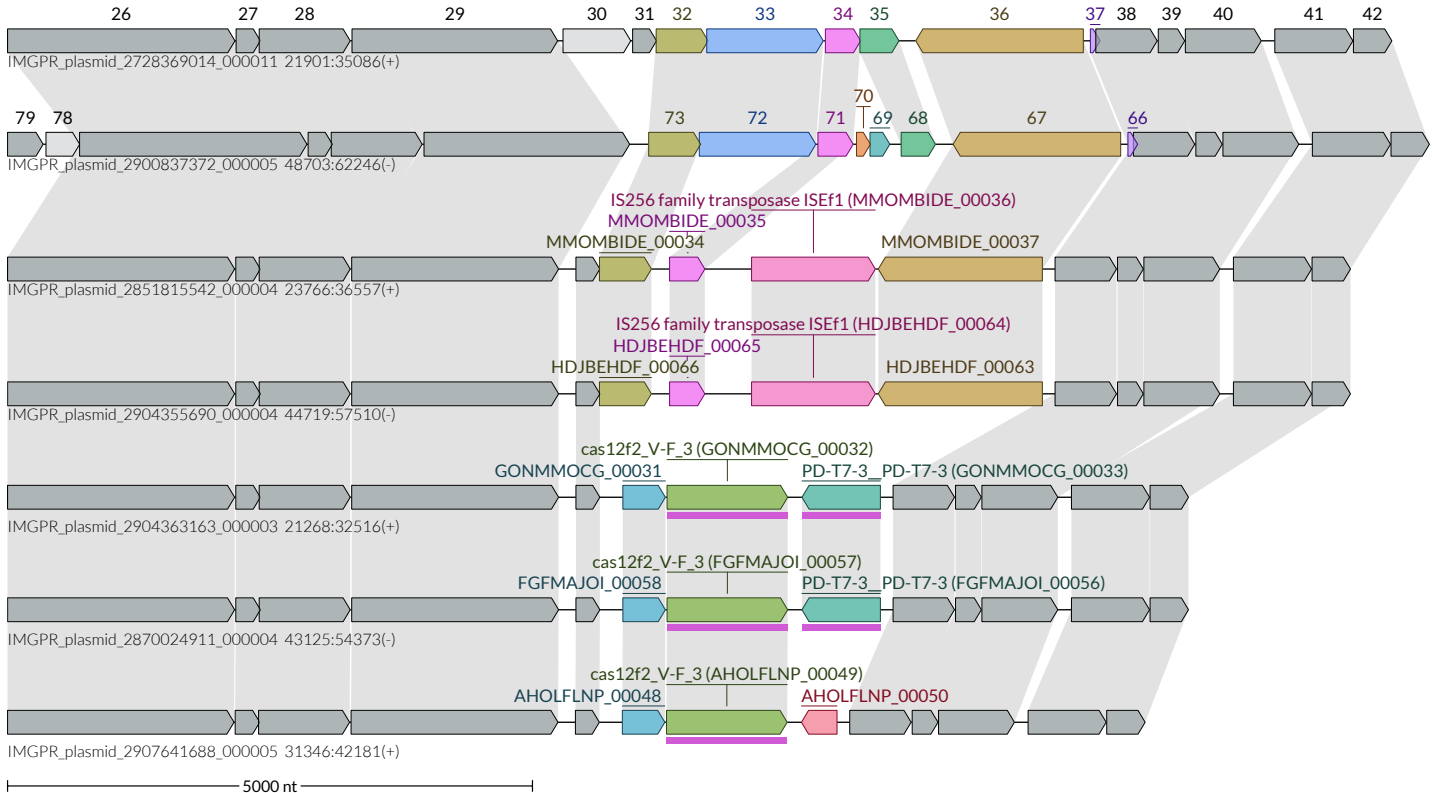 26 27 28 29 30 31 32 33 34 35 36 37 38 39 40 41 42
IMGPR_plasmid_2728369014_000011 21901:35086(+)
79 78 73 72 71 70 69 68 67 66
IMGPR_plasmid_2900837372_000005 48703:62246(-)
IS256 family transposase ISEf1 (MMOMBIDE_00036)
MMOMBIDE_00035
MMOMBIDE_00034 MMOMBIDE_00037
IMGPR_plasmid_2851815542_000004 23766:36557(+)
IS256 family transposase ISEf1 (HDJBEHDF_00064)
HDJBEHDF_00065
HDJBEHDF_00066 HDJBEHDF_00063
IMGPR_plasmid_2904355690_000004 44719:57510(-)
cas12f2_V-F_3 (GONMMOCG_00032)
GONMMOCG_00031 PD-T7-3__PD-T7-3 (GONMMOCG_00033)
IMGPR_plasmid_2904363163_000003 21268:32516(+)
cas12f2_V-F_3 (FGFMAJOI_00057)
FGFMAJOI_00058 PD-T7-3__PD-T7-3 (FGFMAJOI_00056)
IMGPR_plasmid_2870024911_000004 43125:54373(-)
cas12f2_V-F_3 (AHOLFLNP_00049)
AHOLFLNP_00048 AHOLFLNP_00050
IMGPR_plasmid_2907641688_000005 31346:42181(+)
5000 nt